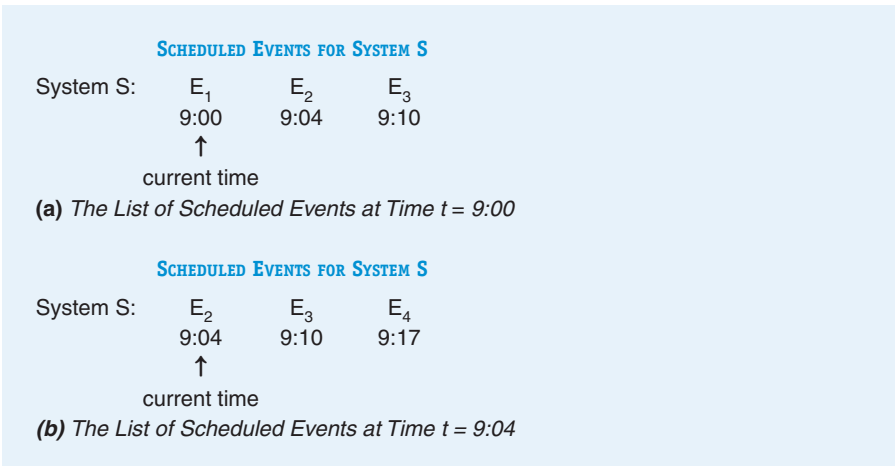 SCHEDULED EVENTS FOR SYSTEM S
System S: E₁ E₂ E₃
9:00 9:04 9:10
↑
current time
(a) The List of Scheduled Events at Time t = 9:00
SCHEDULED EVENTS FOR SYSTEM S
System S: E₂ E₃ E₄
9:04 9:10 9:17
↑
current time
(b) The List of Scheduled Events at Time t = 9:04